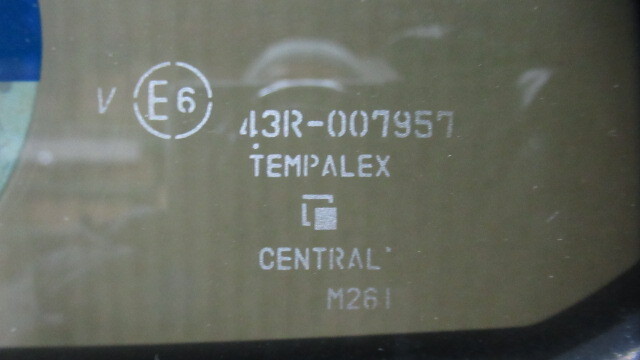 V E6 43R-007957
TEMPALEX
CENTRAL
M261